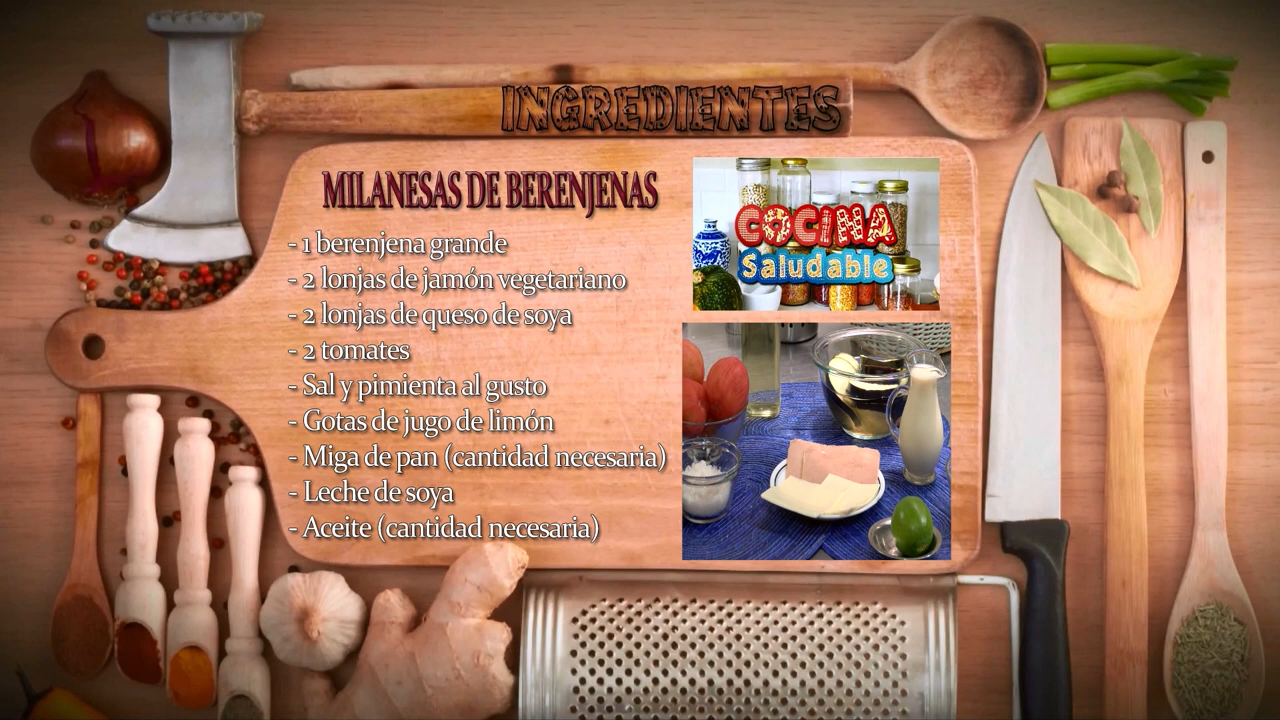 INGREDIENTES
MILANESAS DE BERENJENAS
- 1 berenjena grande
- 2 lonjas de jamón vegetariano
- 2 lonjas de queso de soya
- 2 tomates
- Sal y pimienta al gusto
- Gotas de jugo de limón
- Miga de pan (cantidad necesaria)
- Leche de soya
- Aceite (cantidad necesaria)
COCINA
Saludable